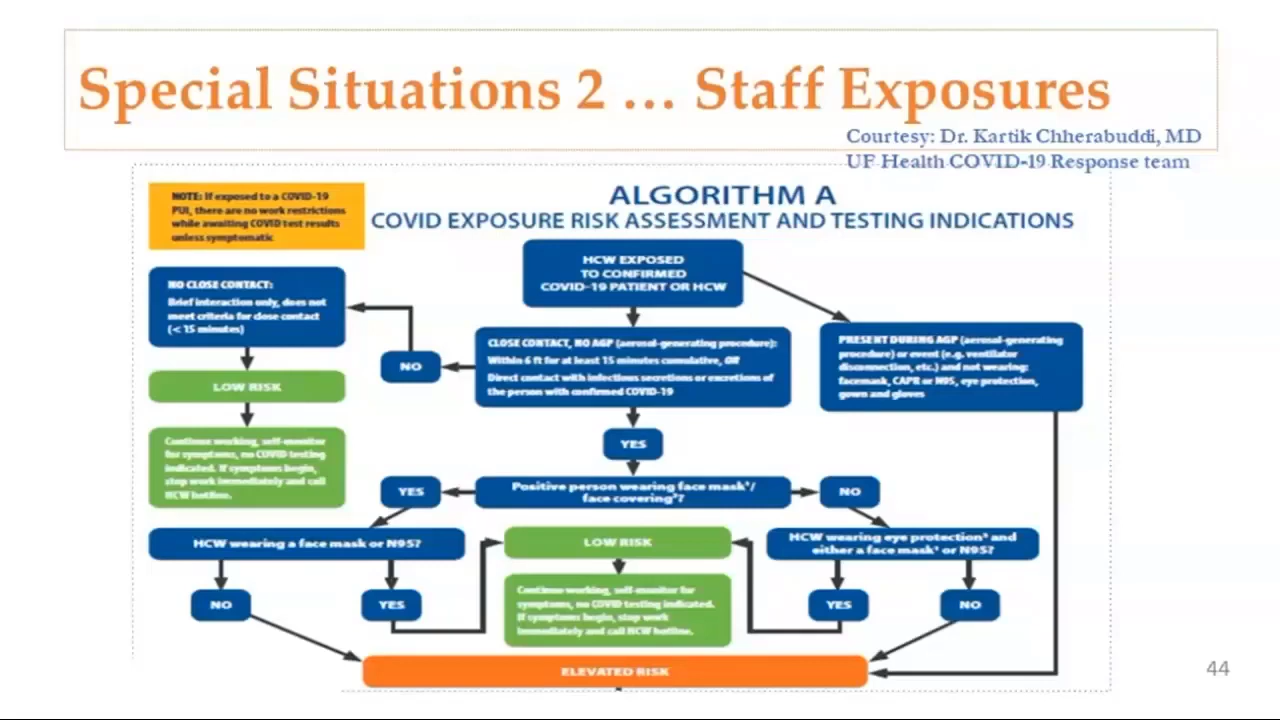 Special Situations 2 … Staff Exposures
Courtesy: Dr. Kartik Chherabuddi, MD
UF Health COVID-19 Response team
NOTE: If exposed to a COVID-19
PUI, there are no work restrictions
while awaiting COVID test results
unless symptomatic
ALGORITHM A
COVID EXPOSURE RISK ASSESSMENT AND TESTING INDICATIONS
HCW EXPOSED
TO CONFIRMED
COVID-19 PATIENT OR HCW
NO CLOSE CONTACT:
Brief interaction only, does not
meet criteria for close contact
(< 15 minutes)
NO
CLOSE CONTACT, NO AGP (aerosol-generating procedure):
Within 6 ft for at least 15 minutes cumulative, OR
Direct contact with infectious secretions or excretions of
the person with confirmed COVID-19
PRESENT DURING AGP (aerosol-generating
procedure) or event (e.g. ventilator
disconnection, etc.) and not wearing:
facemask, CAPR or N95, eye protection,
gown and gloves
LOW RISK
Continue working, self-monitor
for symptoms, no COVID testing
indicated. If symptoms begin,
stop work immediately and call
HCW hotline.
YES
YES
Positive person wearing face mask¹/
face covering²?
NO
HCW wearing a face mask or N95?
LOW RISK
HCW wearing eye protection³ and
either a face mask¹ or N95?
NO
YES
Continue working, self-monitor for
symptoms, no COVID testing indicated.
If symptoms begin, stop work
immediately and call HCW hotline.
YES
NO
ELEVATED RISK
44